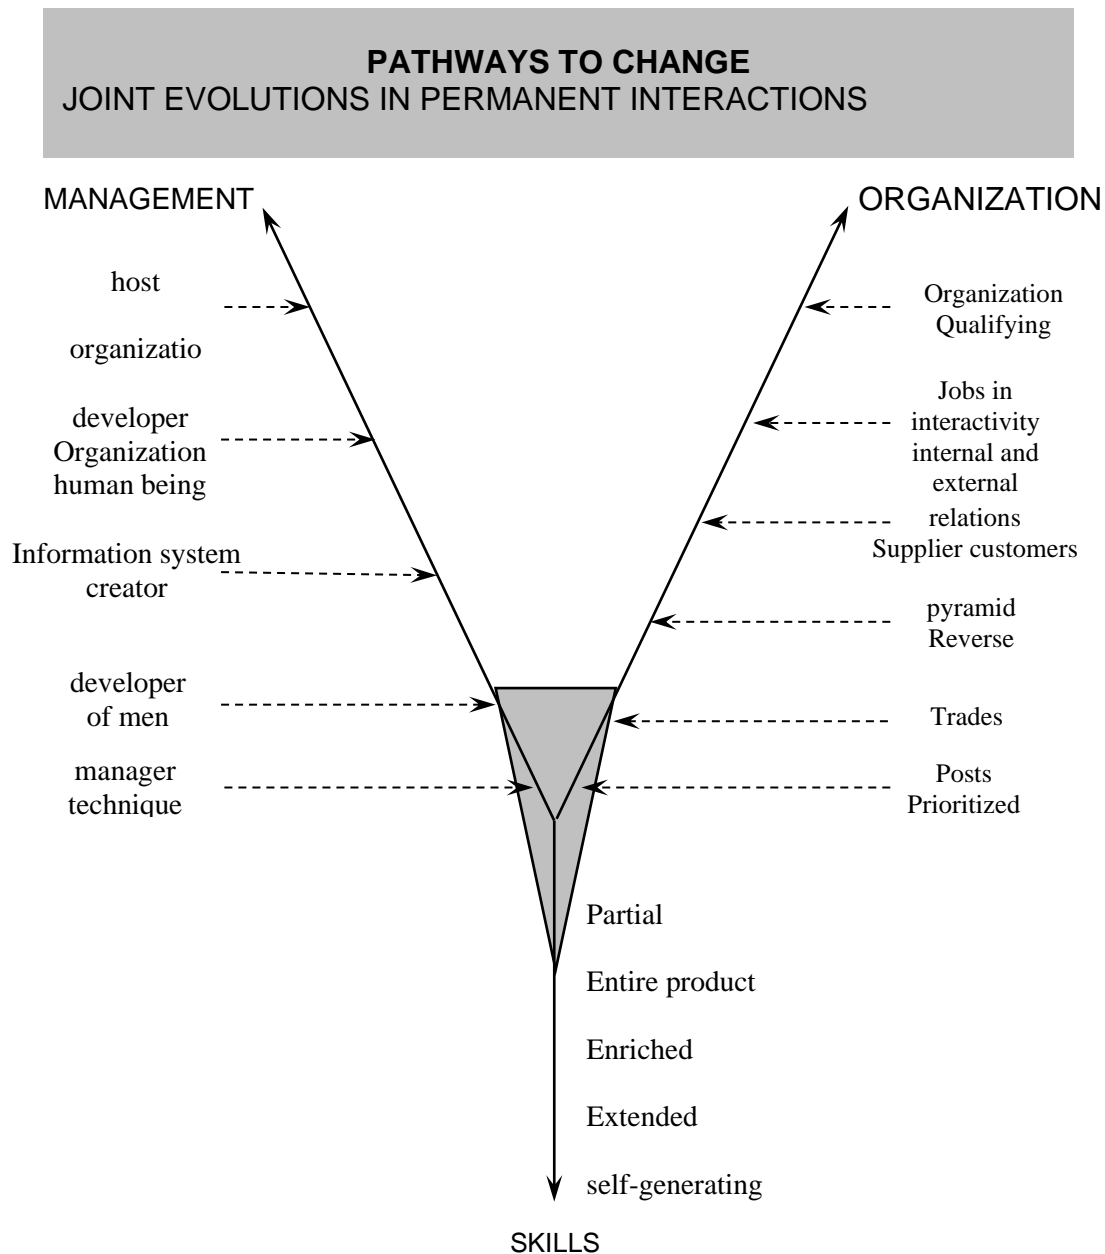 PATHWAYS TO CHANGE
JOINT EVOLUTIONS IN PERMANENT INTERACTIONS
MANAGEMENT
host
organizatio
developer
Organization
human being
Information system
creator
developer
of men
manager
technique
ORGANIZATION
Organization
Qualifying
Jobs in
interactivity
internal and
external
relations
Supplier customers
pyramid
Reverse
Trades
Posts
Prioritized
Partial
Entire product
Enriched
Extended
self-generating
SKILLS